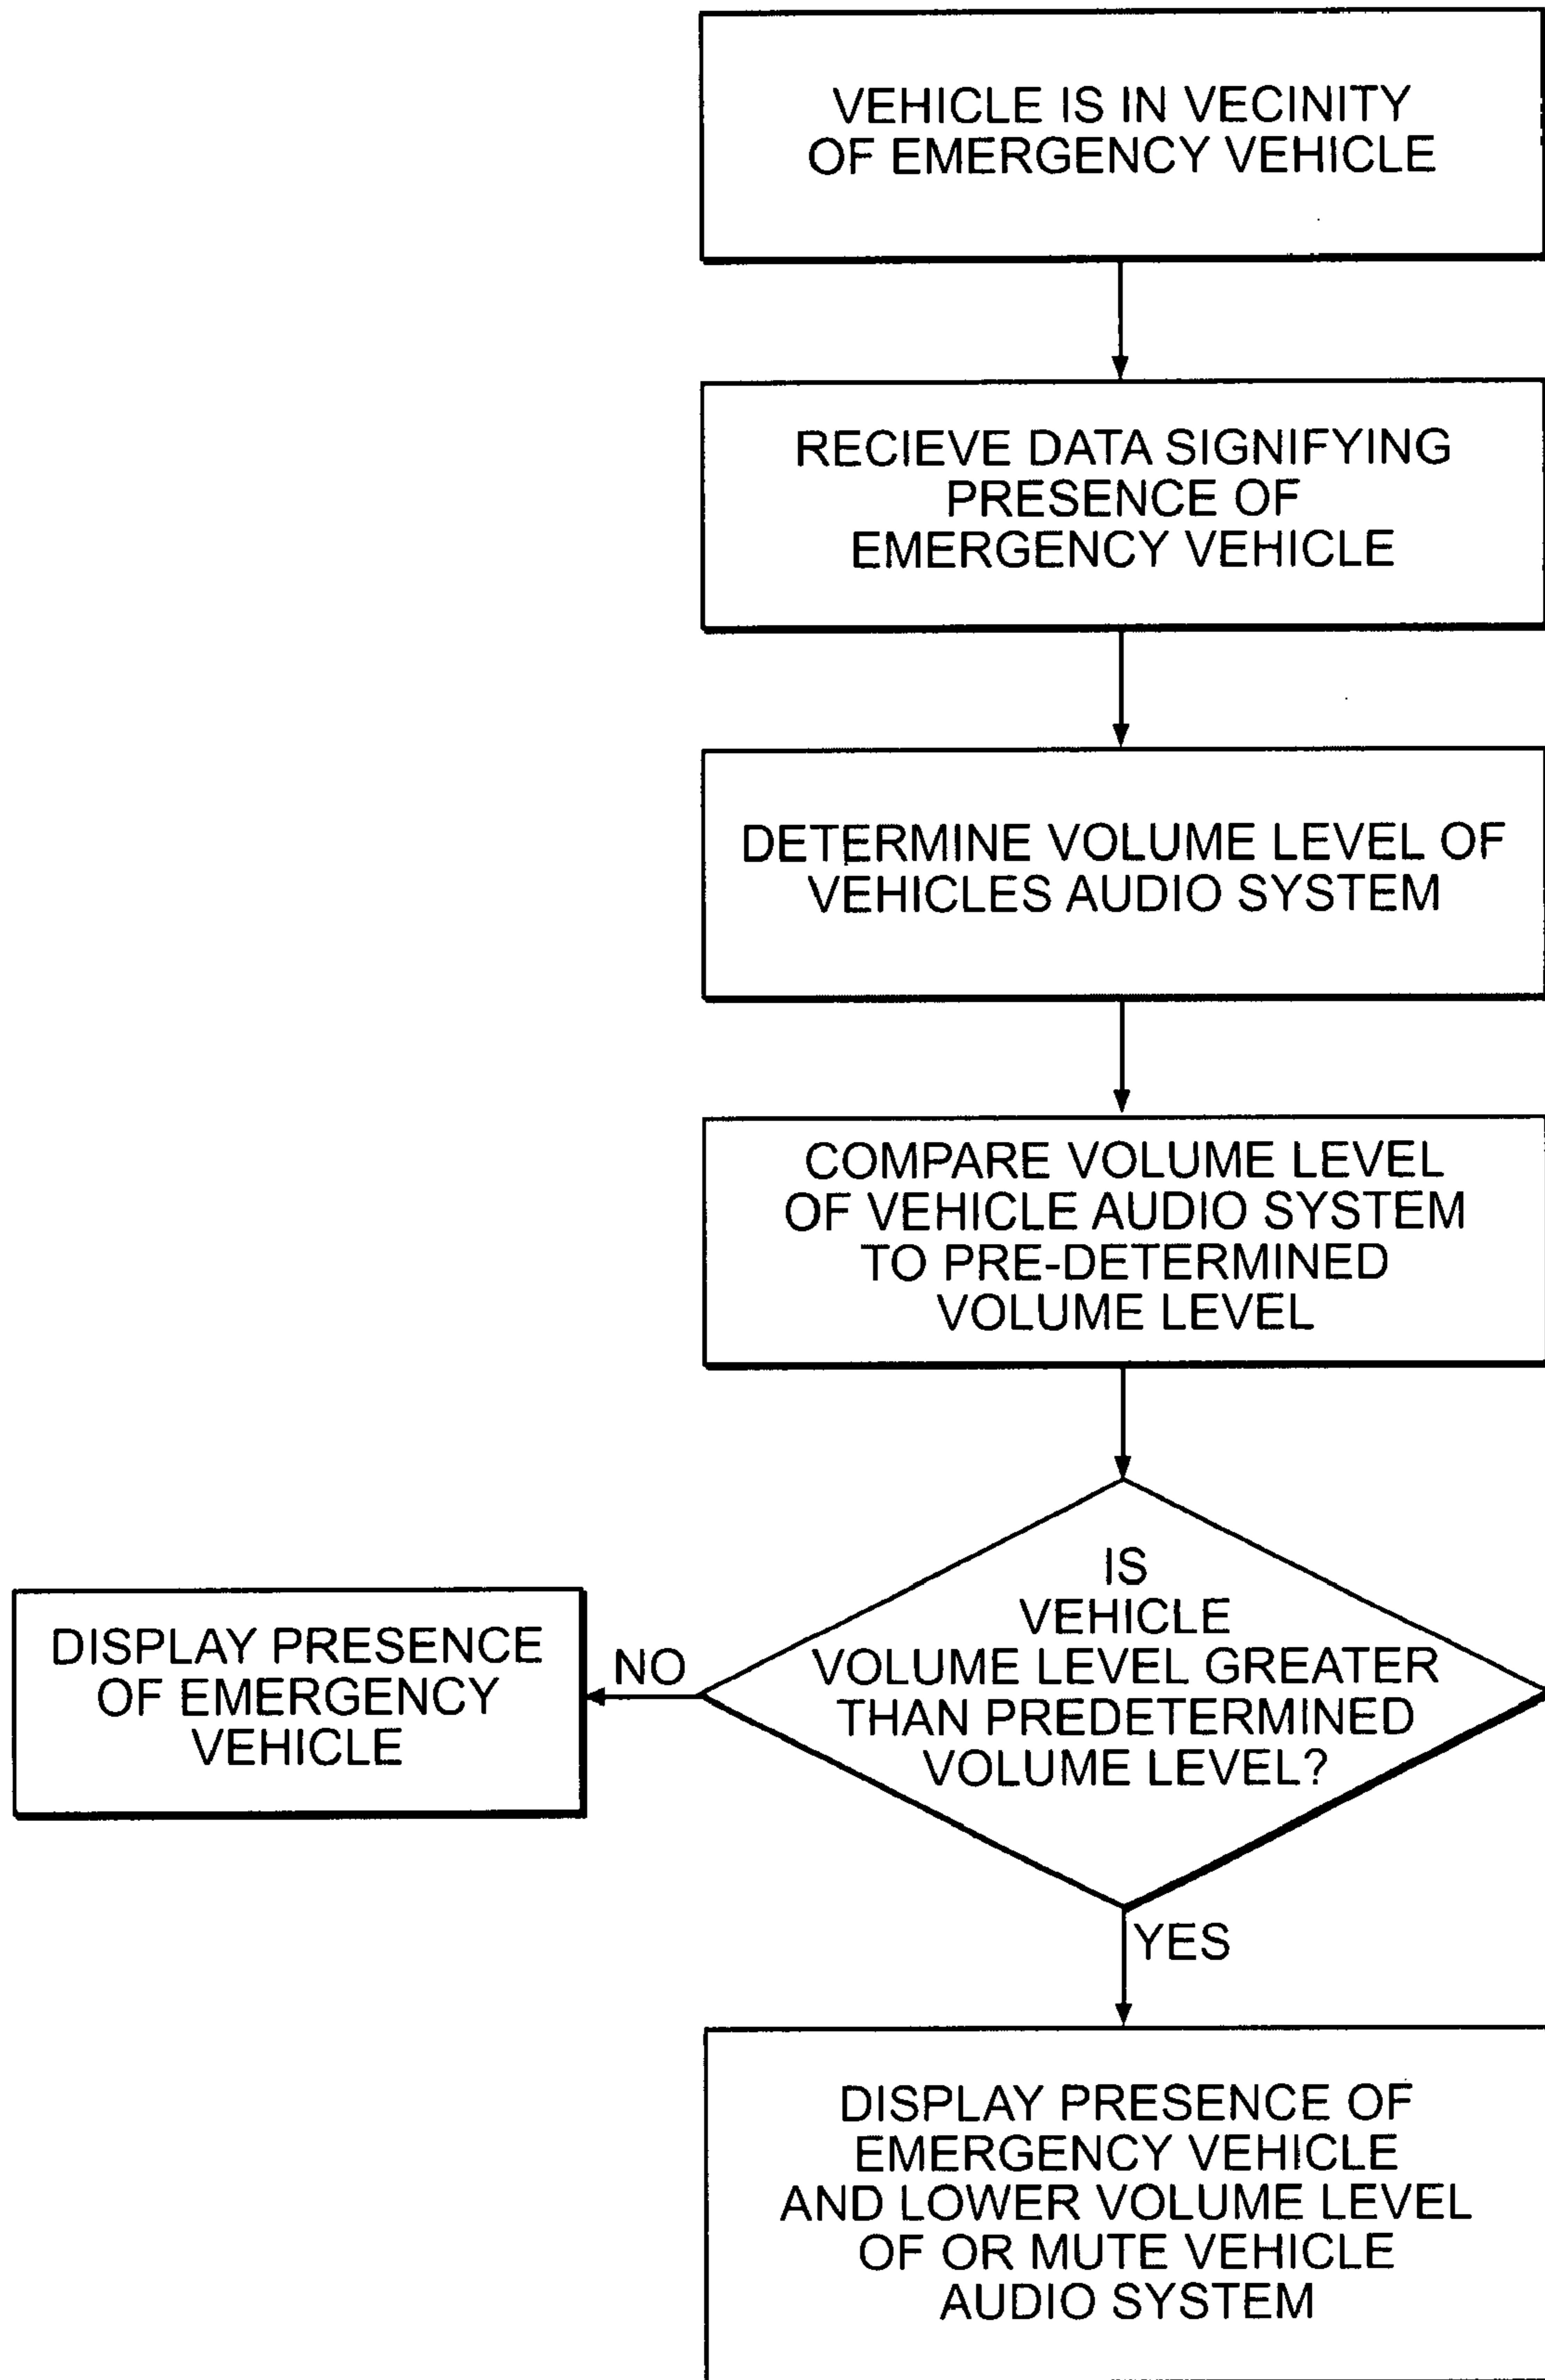 VEHICLE IS IN VECINITY
OF EMERGENCY VEHICLE
RECIEVE DATA SIGNIFYING
PRESENCE OF
EMERGENCY VEHICLE
DETERMINE VOLUME LEVEL OF
VEHICLES AUDIO SYSTEM
COMPARE VOLUME LEVEL
OF VEHICLE AUDIO SYSTEM
TO PRE-DETERMINED
VOLUME LEVEL
IS
VEHICLE
VOLUME LEVEL GREATER
THAN PREDETERMINED
VOLUME LEVEL?
NO
DISPLAY PRESENCE
OF EMERGENCY
VEHICLE
YES
DISPLAY PRESENCE OF
EMERGENCY VEHICLE
AND LOWER VOLUME LEVEL
OF OR MUTE VEHICLE
AUDIO SYSTEM